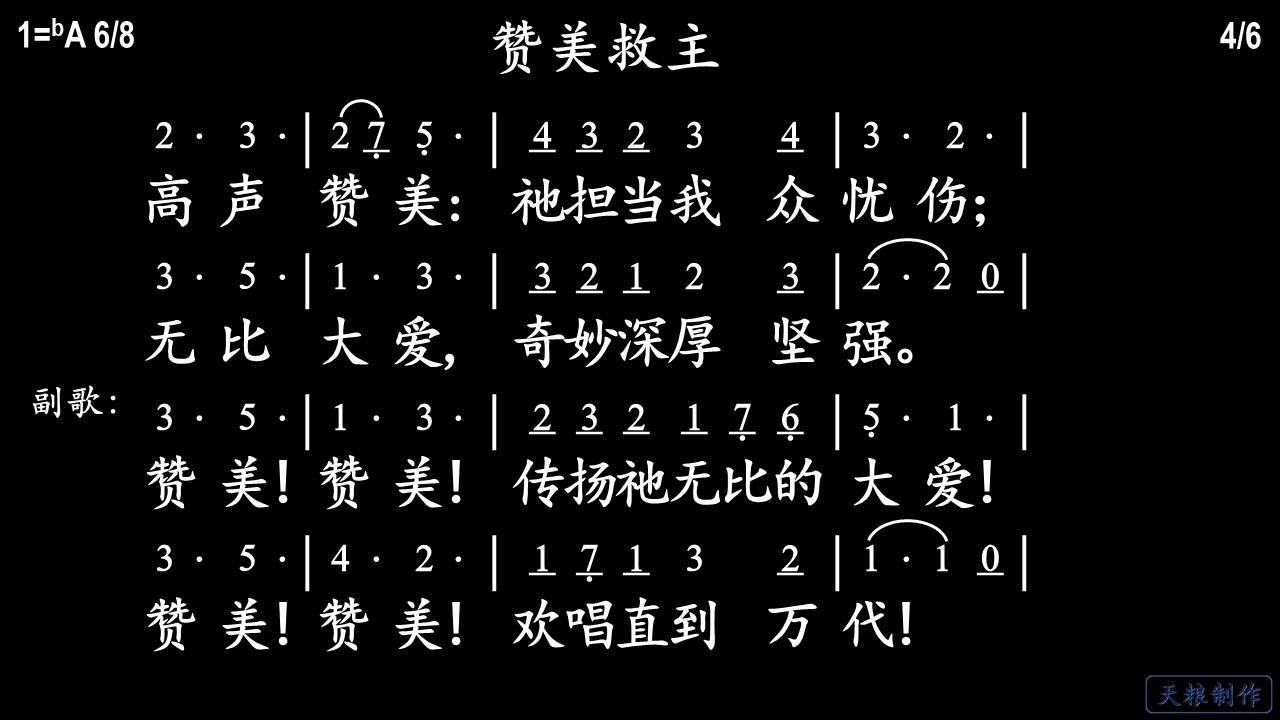 1=ᵇA 6/8
赞美救主
4/6
2 · 3 · | 2 7̣ 5̣ · | 4 3 2 3 4 | 3 · 2 · |
高声赞美：祂担当我众忧伤；
3 · 5 · | 1 · 3 · | 3 2 1 2 3 | 2 · 2 0 |
无比大爱，奇妙深厚坚强。
副歌：
3 · 5 · | 1 · 3 · | 2 3 2 1 7̣ 6̣ | 5̣ · 1 · |
赞美！赞美！传扬祂无比的大爱！
3 · 5 · | 4 · 2 · | 1 7̣ 1 3 2 | 1 · 1 0 |
赞美！赞美！欢唱直到万代！
天粮制作